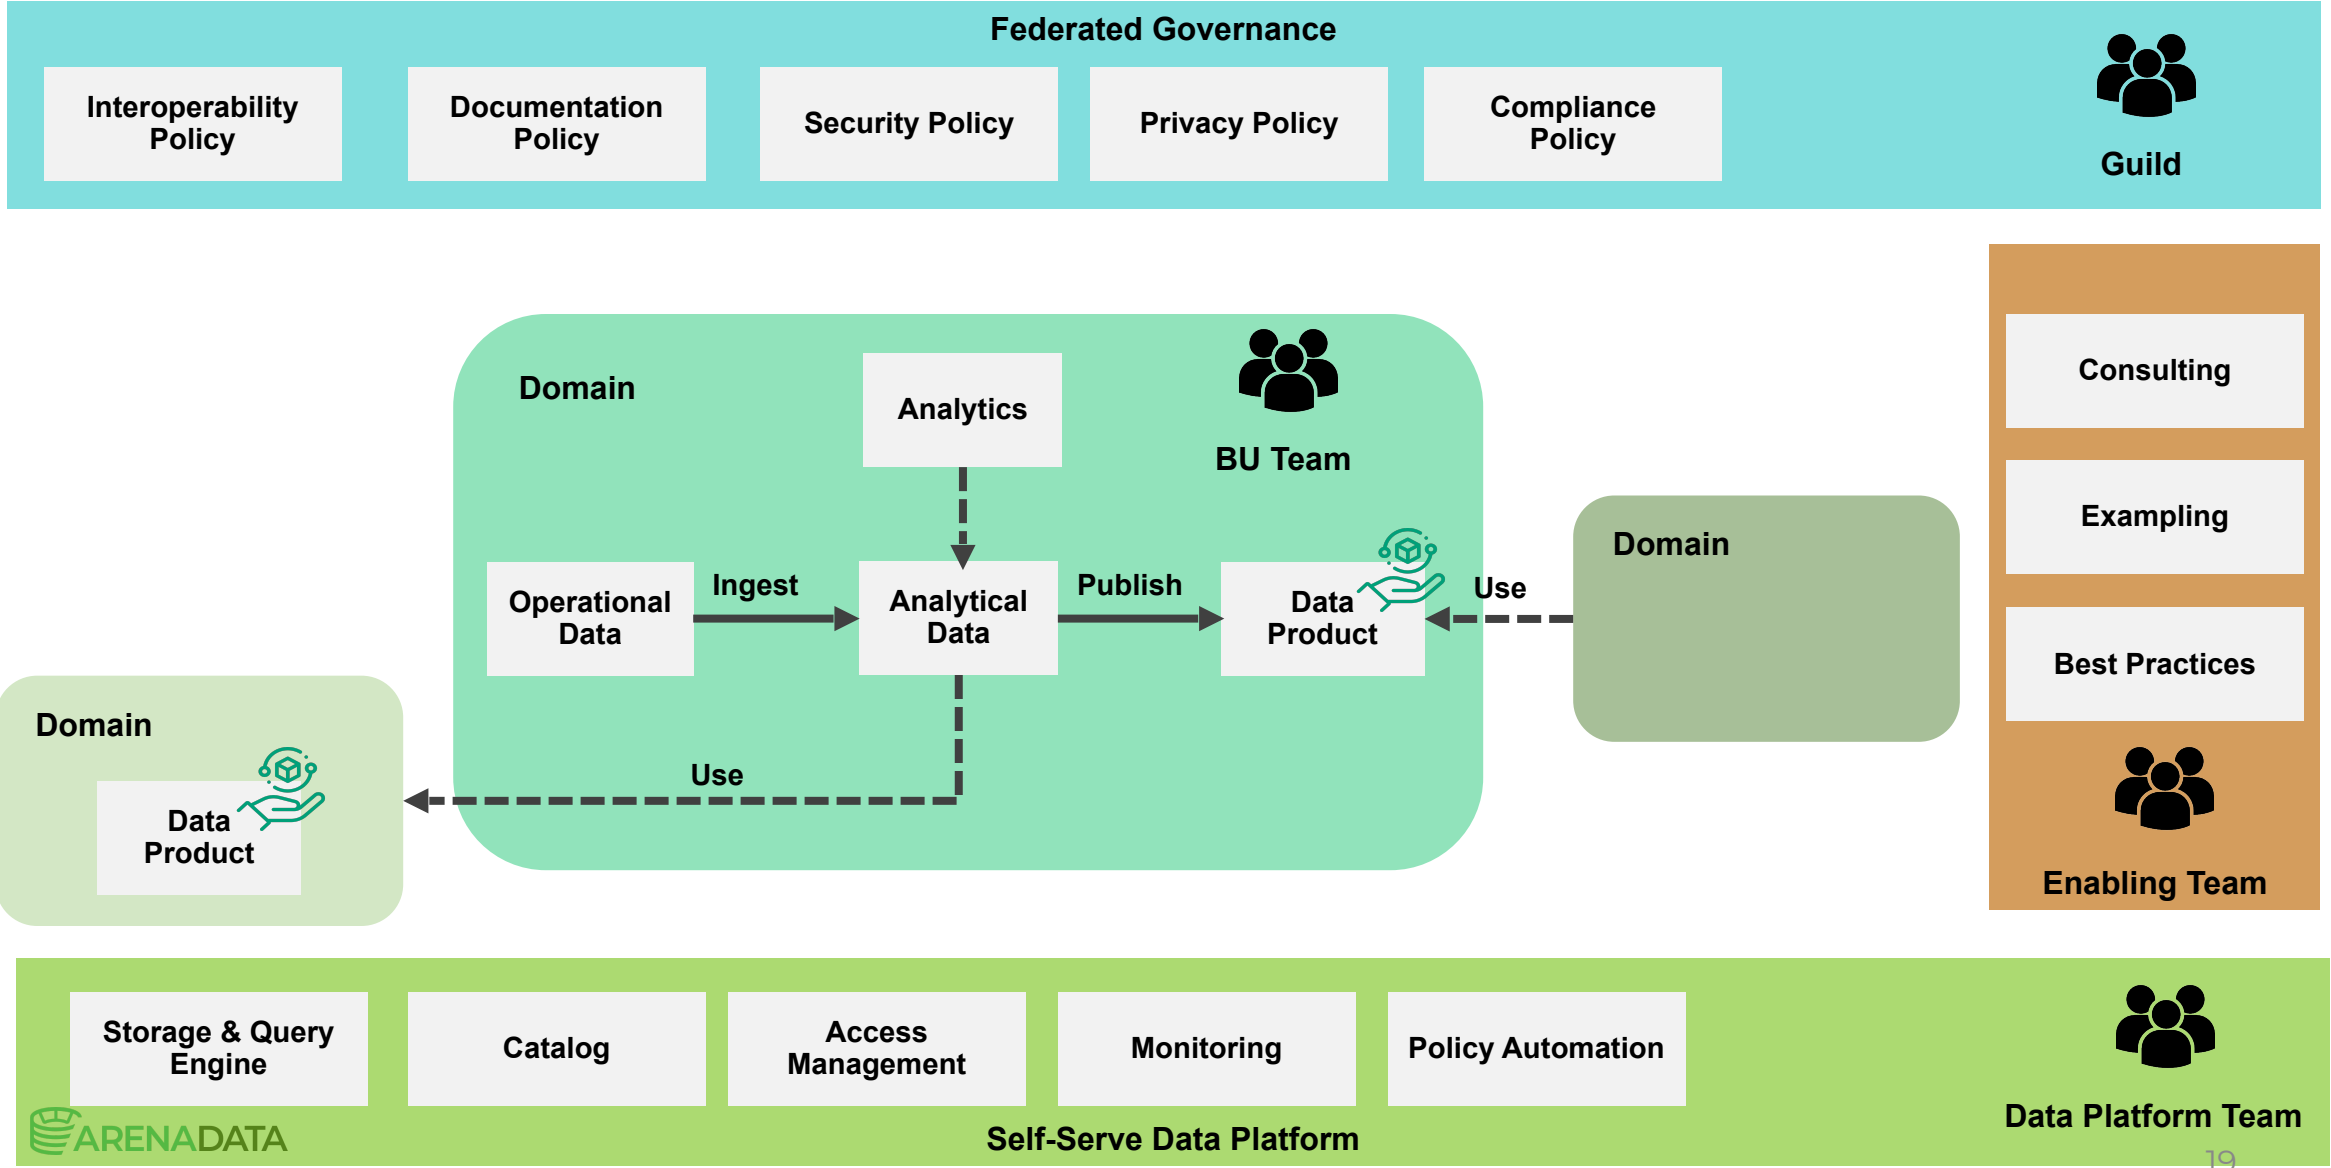 Federated Governance
Interoperability
Policy
Documentation
Policy
Security Policy
Privacy Policy
Compliance
Policy
Guild
Domain
Analytics
BU Team
Operational
Data
Ingest
Analytical
Data
Publish
Data
Product
Use
Domain
Domain
Data
Product
Use
Consulting
Exampling
Best Practices
Enabling Team
Storage & Query
Engine
Catalog
Access
Management
Monitoring
Policy Automation
Data Platform Team
ARENADATA
Self-Serve Data Platform
19